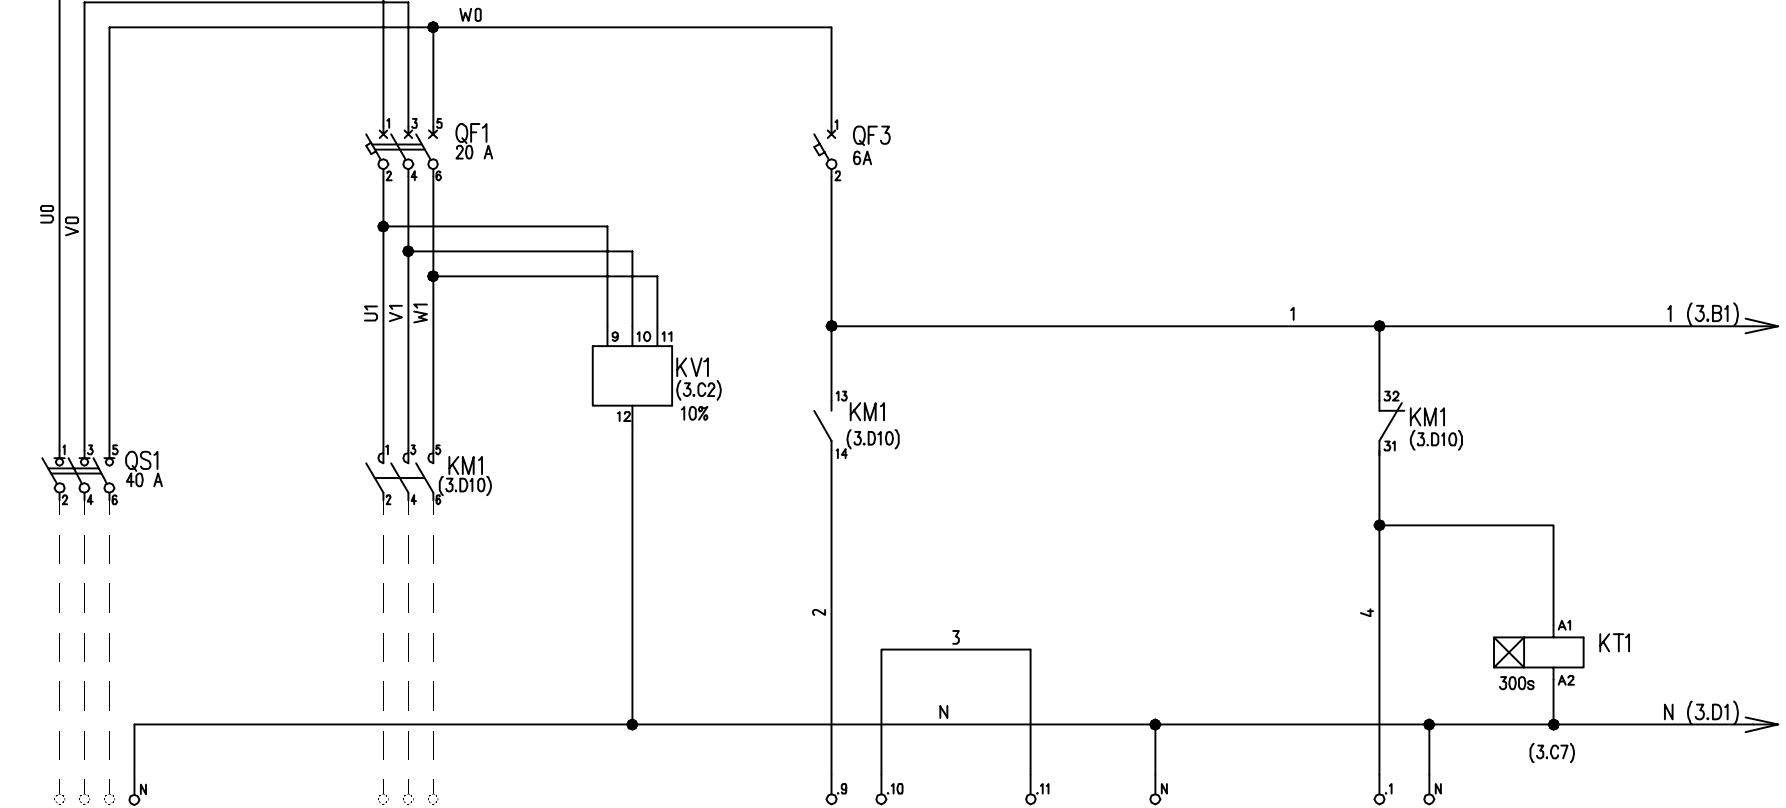 W0
1 3 5
QF1
20 A
2 4 6
1
QF3
6A
2
U0
V0
U1
V1
W1
1
1 (3.B1)
9 10 11
KV1
(3.C2)
10%
12
13
KM1
(3.D10)
14
32
KM1
(3.D10)
31
1 3 5
QS1
40 A
2 4 6
1 3 5
KM1
(3.D10)
2 4 6
2
3
4
A1
KT1
300s
A2
N
N (3.D1)
(3.C7)
N
.9
.10
.11
N
.1
N